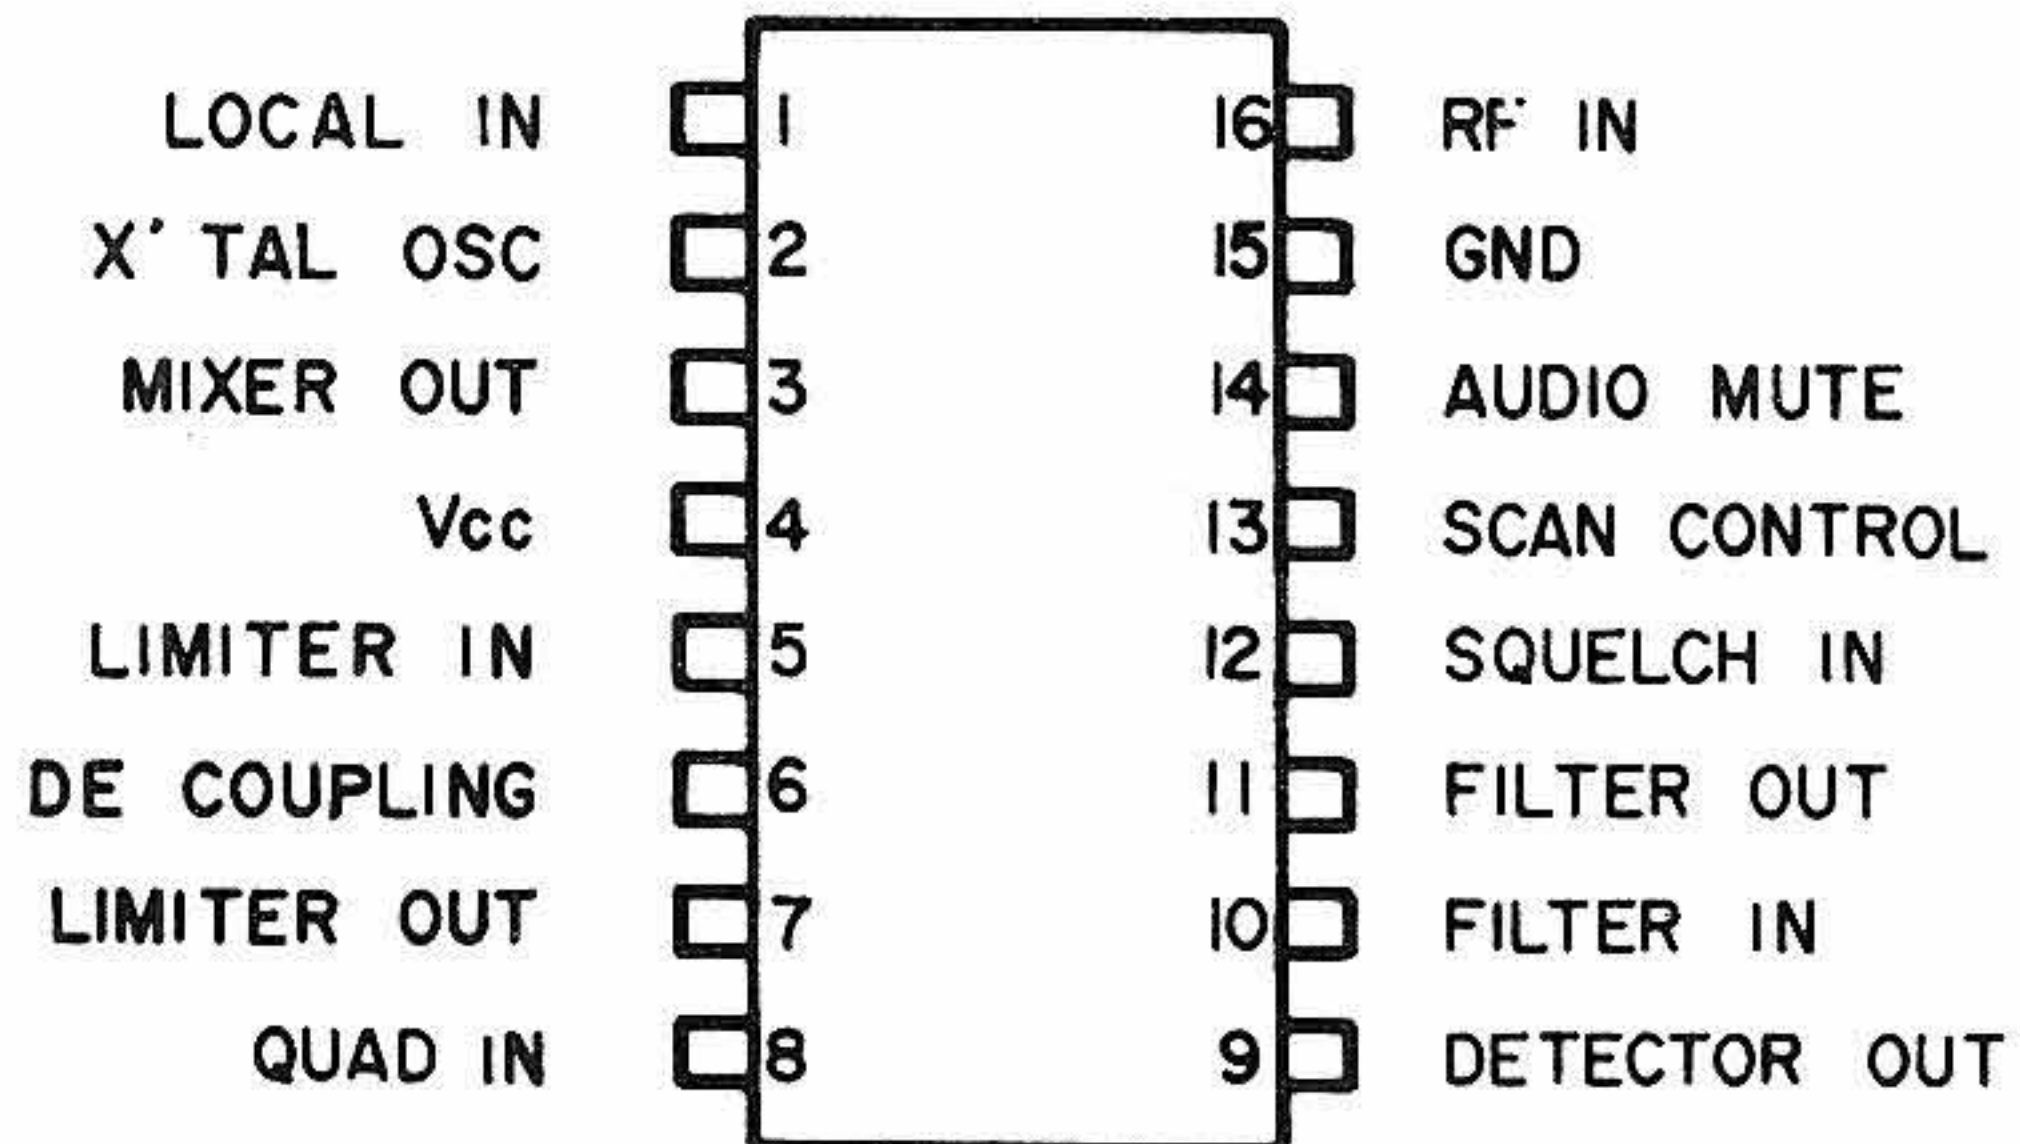 LOCAL IN 1 16 RF IN
X' TAL OSC 2 15 GND
MIXER OUT 3 14 AUDIO MUTE
Vcc 4 13 SCAN CONTROL
LIMITER IN 5 12 SQUELCH IN
DE COUPLING 6 11 FILTER OUT
LIMITER OUT 7 10 FILTER IN
QUAD IN 8 9 DETECTOR OUT